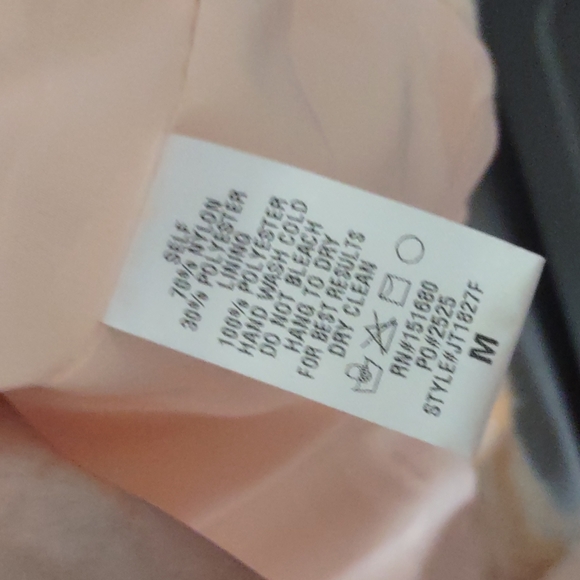 SELF
70% NYLON
30% POLYESTER
LINING
100% POLYESTER
HAND WASH COLD
DO NOT BLEACH
HANG TO DRY
FOR BEST RESULTS
DRY CLEAN
RN#151680
PO#2525
STYLE#JT1827F
M